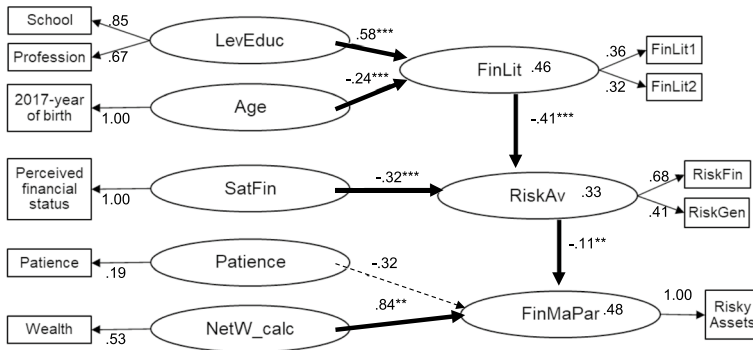 School
.85
LevEduc
.58***
Profession
.67
FinLit .46
.36
FinLit1
.32
FinLit2
2017-year
of birth
1.00
Age
-.24***
-.41***
Perceived
financial
status
1.00
SatFin
-.32***
RiskAv .33
.68
RiskFin
.41
RiskGen
-.11**
Patience
.19
Patience
-.32
Wealth
.53
NetW_calc
.84**
FinMaPar .48
1.00
Risky
Assets